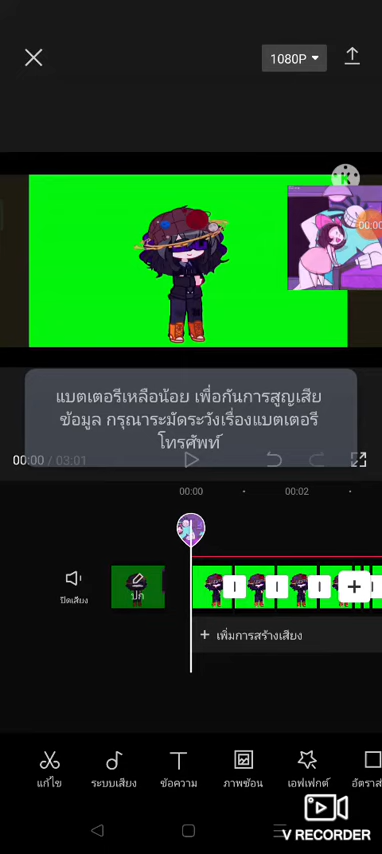 1080P
00:00
แบตเตอรี่เหลือน้อย เพื่อกันการสูญเสีย
ข้อมูล กรุณาระมัดระวังเรื่องแบตเตอรี่
โทรศัพท์
00:00 / 03:01
00:00
00:02
ปิดเสียง
ปก
+ เพิ่มการสร้างเสียง
แก้ไข
ระบบเสียง
ข้อความ
ภาพซ้อน
เอฟเฟกต์
V RECORDER